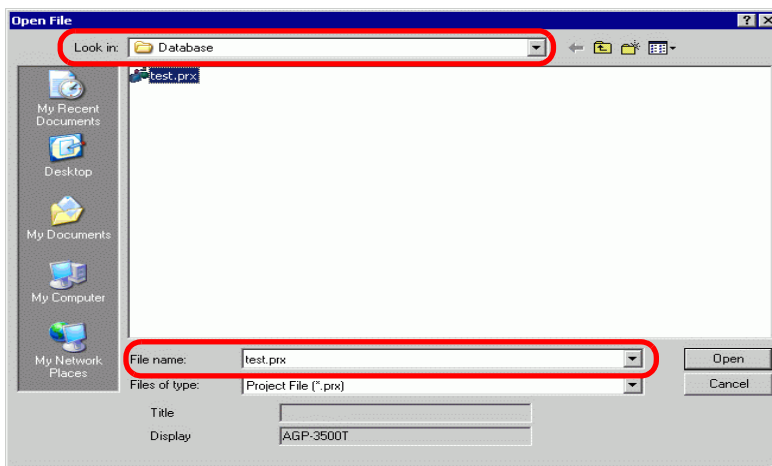 Open File
Look in: Database
test.prx
My Recent
Documents
Desktop
My Documents
My Computer
My Network
Places
File name: test.prx Open
Files of type: Project File (*.prx) Cancel
Title
Display AGP-3500T